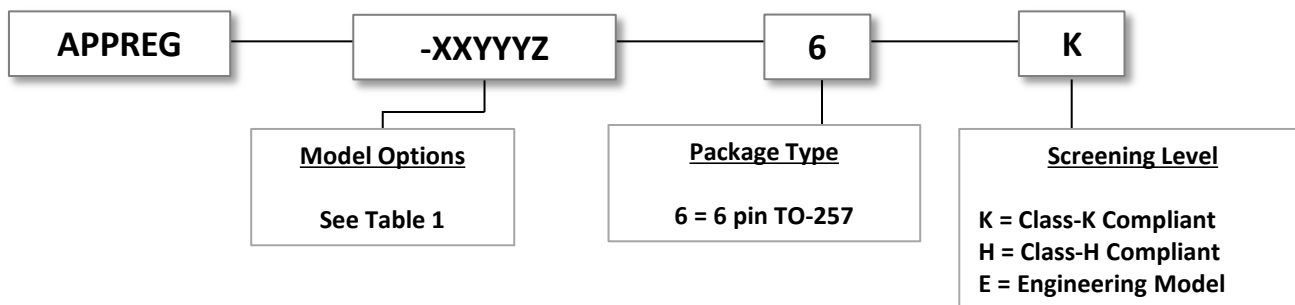 APPREG
-XXYYYZ
6
K
Model Options
See Table 1
Package Type
6 = 6 pin TO-257
Screening Level
K = Class-K Compliant
H = Class-H Compliant
E = Engineering Model